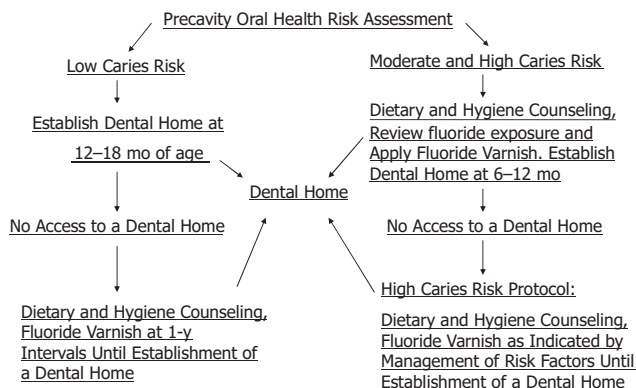 Precavity Oral Health Risk Assessment
Low Caries Risk
Establish Dental Home at
12–18 mo of age
No Access to a Dental Home
Dietary and Hygiene Counseling,
Fluoride Varnish at 1-y
Intervals Until Establishment of
a Dental Home
Dental Home
Moderate and High Caries Risk
Dietary and Hygiene Counseling,
Review fluoride exposure and
Apply Fluoride Varnish. Establish
Dental Home at 6–12 mo
No Access to a Dental Home
High Caries Risk Protocol:
Dietary and Hygiene Counseling,
Fluoride Varnish as Indicated by
Management of Risk Factors Until
Establishment of a Dental Home